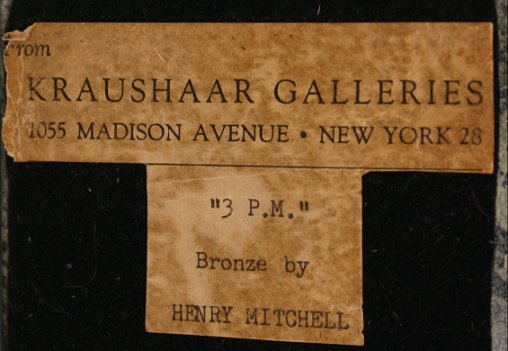 From
KRAUSHAAR GALLERIES
1055 MADISON AVENUE • NEW YORK 28
"3 P.M."
Bronze by
HENRY MITCHELL